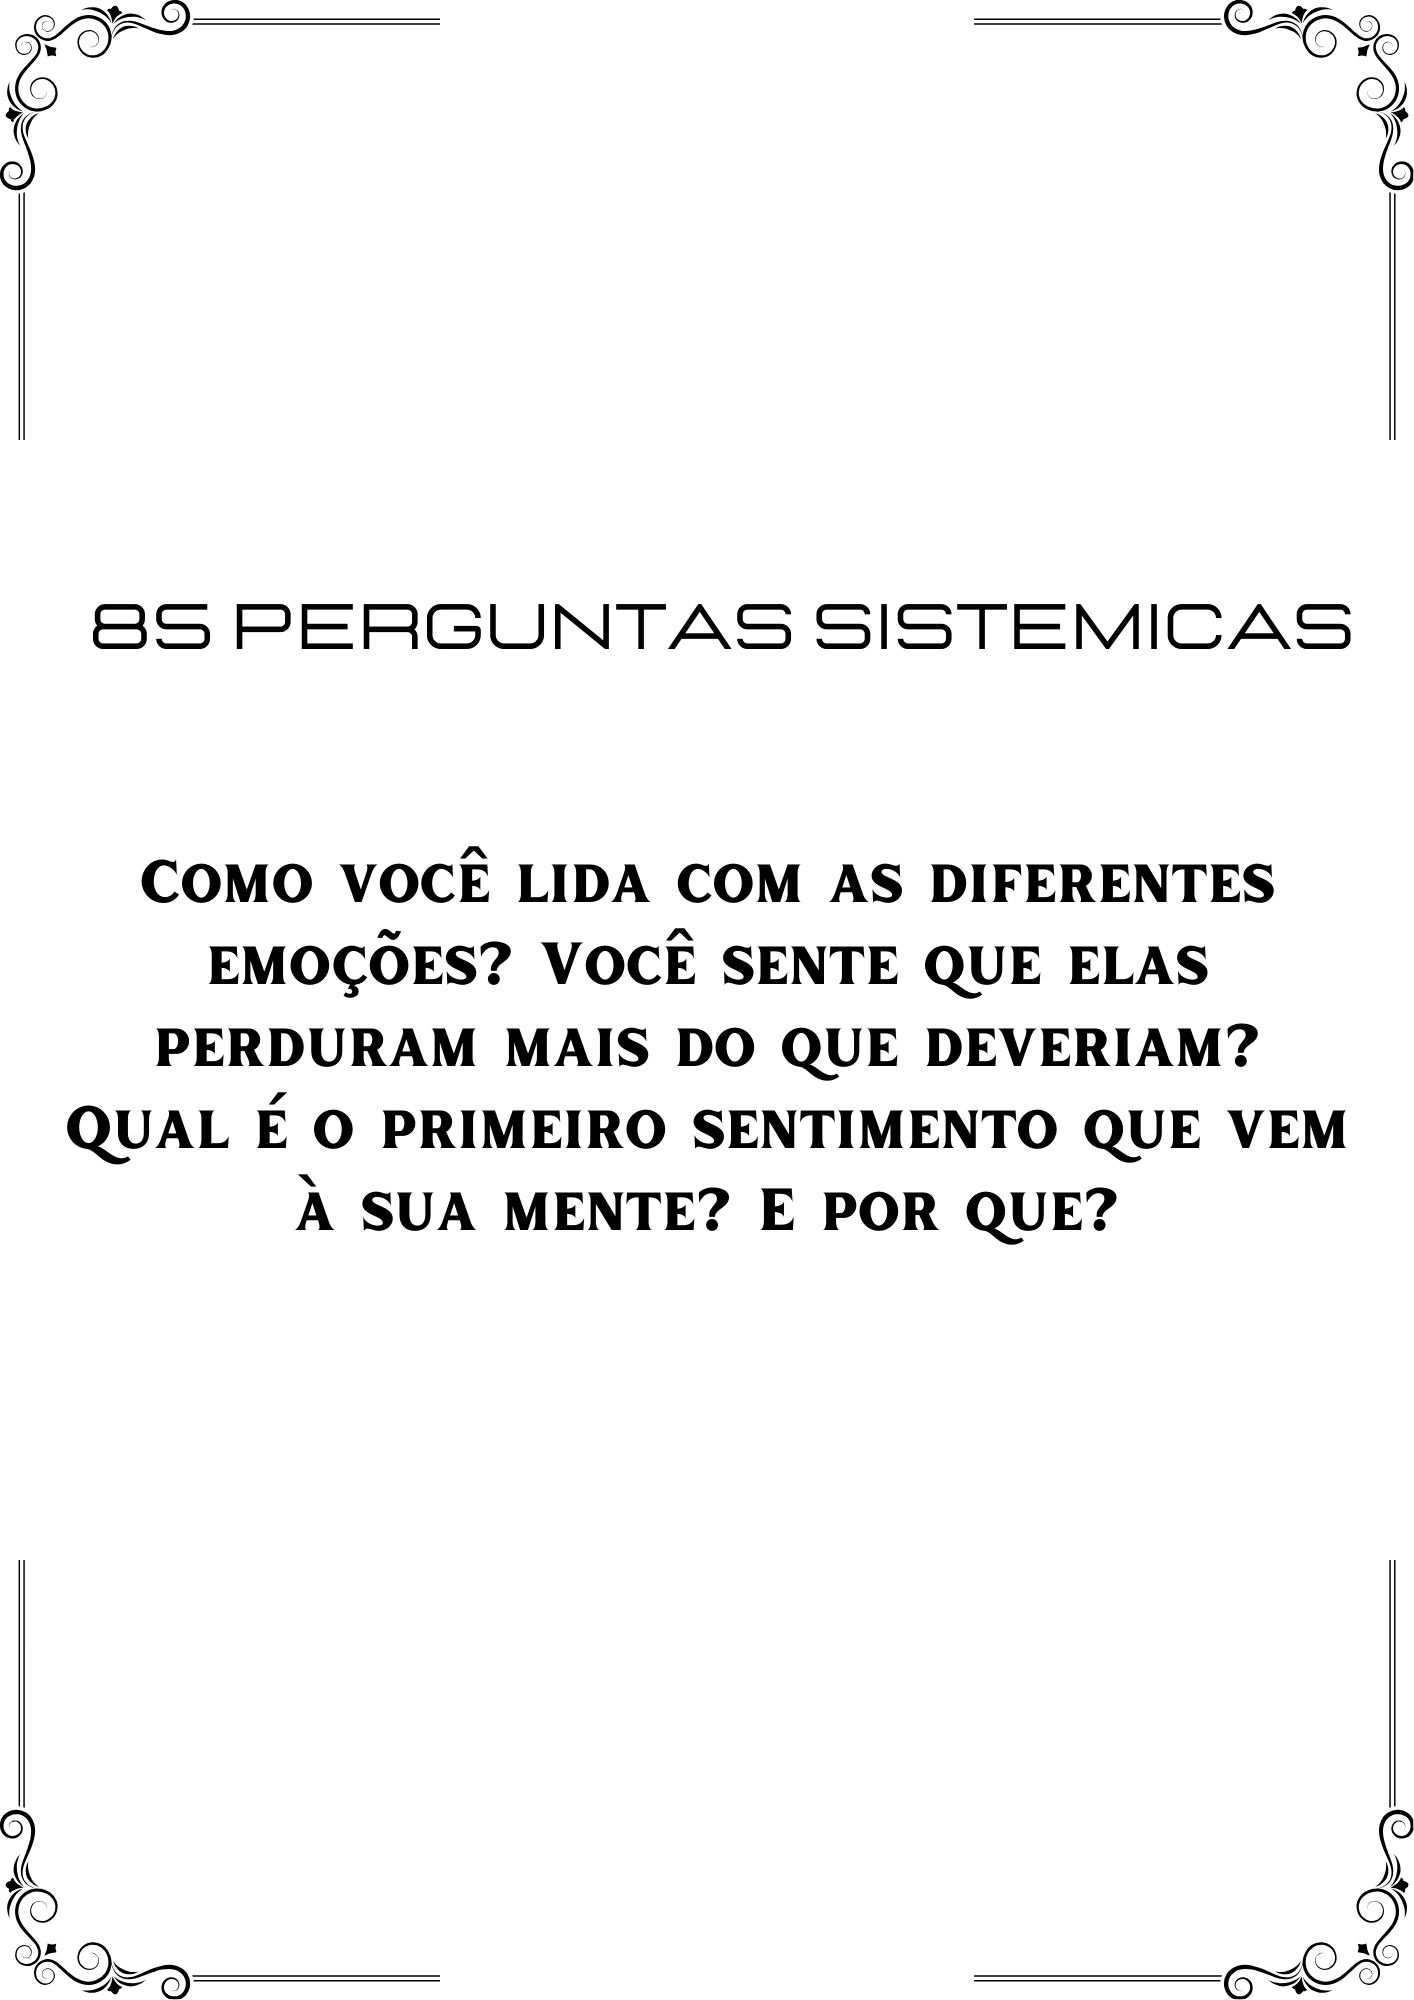 85 PERGUNTAS SISTEMICAS
Como você lida com as diferentes
emoções? Você sente que elas
perduram mais do que deveriam?
Qual é o primeiro sentimento que vem
à sua mente? E por que?